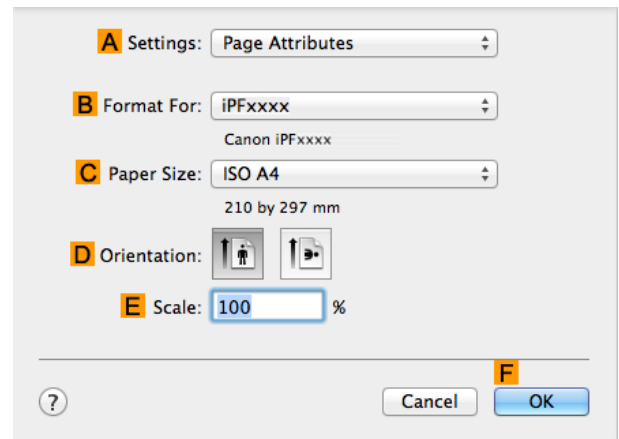 A Settings: Page Attributes
B Format For: iPFxxxx
Canon iPFxxxx
C Paper Size: ISO A4
210 by 297 mm
D Orientation:
E Scale: 100 %
F
? Cancel OK